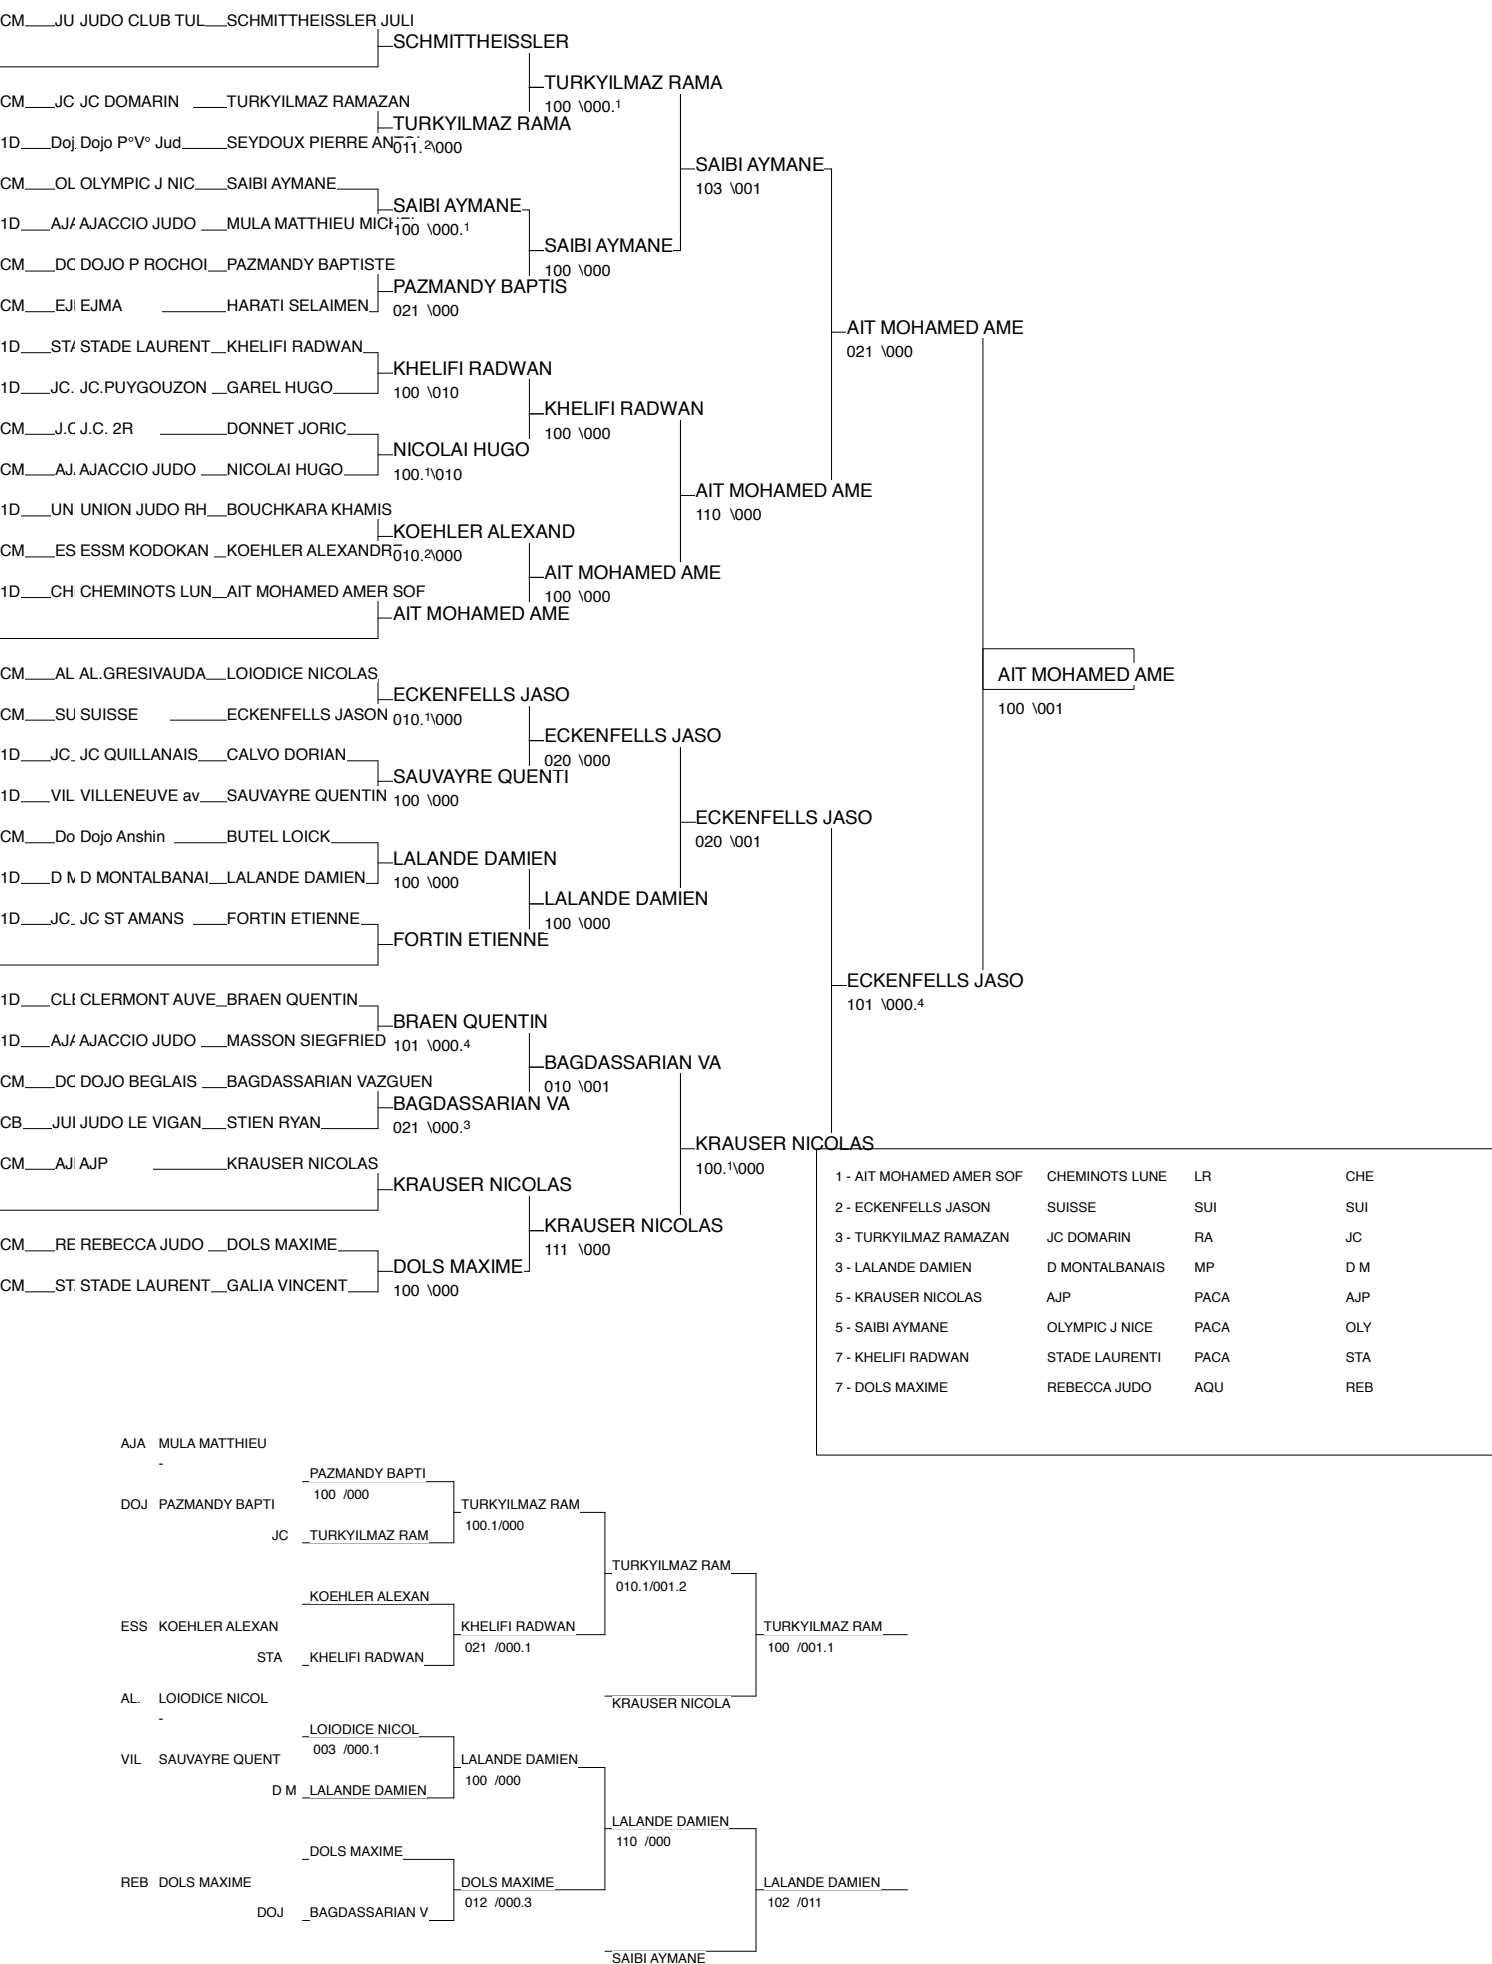 CM JU JUDO CLUB TUL SCHMITTHEISSLER JULI
SCHMITTHEISSLER
TURKYILMAZ RAMA
100 \000.1
CM JC JC DOMARIN TURKYILMAZ RAMAZAN
TURKYILMAZ RAMA
011.2\000
1D Doj Dojo P°V° Jud SEYDOUX PIERRE
SAIBI AYMANE
103 \001
CM OL OLYMPIC J NIC SAIBI AYMANE
SAIBI AYMANE
100 \000.1
1D AJA AJACCIO JUDO MULA MATTHIEU
SAIBI AYMANE
100 \000
CM DO DOJO P ROCHOI PAZMANDY BAPTISTE
PAZMANDY BAPTIS
021 \000
CM EJ EJMA HARATI SELAIMEN
AIT MOHAMED AME
021 \000
1D STA STADE LAURENT KHELIFI RADWAN
KHELIFI RADWAN
100 \010
1D JC. JC.PUYGOUZON GAREL HUGO
KHELIFI RADWAN
100 \000
CM J.C J.C. 2R DONNET JORIC
NICOLAI HUGO
100.1\010
CM AJ AJACCIO JUDO NICOLAI HUGO
AIT MOHAMED AME
110 \000
1D UN UNION JUDO RH BOUCHKARA KHAMIS
KOEHLER ALEXAND
010.2\000
CM ES ESSM KODOKAN KOEHLER ALEXANDRE
AIT MOHAMED AME
100 \000
1D CH CHEMINOTS LUN AIT MOHAMED AMER SOF
AIT MOHAMED AME
AIT MOHAMED AME
100 \001
CM AL AL.GRESIVAUDA LOIODICE NICOLAS
ECKENFELLS JASO
010.1\000
CM SU SUISSE ECKENFELLS JASON
ECKENFELLS JASO
020 \000
1D JC JC QUILLANAIS CALVO DORIAN
SAUVAYRE QUENTI
100 \000
1D VIL VILLENEUVE av SAUVAYRE QUENTIN
ECKENFELLS JASO
020 \001
CM Do Dojo Anshin BUTEL LOICK
LALANDE DAMIEN
100 \000
1D D M D MONTALBANAI LALANDE DAMIEN
LALANDE DAMIEN
100 \000
1D JC JC ST AMANS FORTIN ETIENNE
FORTIN ETIENNE
ECKENFELLS JASO
101 \000.4
1D CLE CLERMONT AUVE BRAEN QUENTIN
BRAEN QUENTIN
101 \000.4
1D AJA AJACCIO JUDO MASSON SIEGFRIED
BAGDASSARIAN VA
010 \001
CM DO DOJO BEGLAIS BAGDASSARIAN VAZGUEN
BAGDASSARIAN VA
021 \000.3
CB JU JUDO LE VIGAN STIEN RYAN
KRAUSER NICOLAS
100.1\000
CM AJ AJP KRAUSER NICOLAS
KRAUSER NICOLAS
KRAUSER NICOLAS
111 \000
CM RE REBECCA JUDO DOLS MAXIME
DOLS MAXIME
100 \000
CM ST STADE LAURENT GALIA VINCENT
1 - AIT MOHAMED AMER SOF CHEMINOTS LUNE LR CHE
2 - ECKENFELLS JASON SUISSE SUI SUI
3 - TURKYILMAZ RAMAZAN JC DOMARIN RA JC
3 - LALANDE DAMIEN D MONTALBANAIS MP D M
5 - KRAUSER NICOLAS AJP PACA AJP
5 - SAIBI AYMANE OLYMPIC J NICE PACA OLY
7 - KHELIFI RADWAN STADE LAURENTI PACA STA
7 - DOLS MAXIME REBECCA JUDO AQU REB
AJA MULA MATTHIEU
-
PAZMANDY BAPTI
100 /000
DOJ PAZMANDY BAPTI
TURKYILMAZ RAM
100.1/000
JC TURKYILMAZ RAM
TURKYILMAZ RAM
010.1/001.2
KOEHLER ALEXAN
ESS KOEHLER ALEXAN
KHELIFI RADWAN
021 /000.1
STA KHELIFI RADWAN
TURKYILMAZ RAM
100 /001.1
KRAUSER NICOLA
AL. LOIODICE NICOL
-
LOIODICE NICOL
003 /000.1
VIL SAUVAYRE QUENT
LALANDE DAMIEN
100 /000
D M LALANDE DAMIEN
LALANDE DAMIEN
110 /000
DOLS MAXIME
REB DOLS MAXIME
DOLS MAXIME
012 /000.3
DOJ BAGDASSARIAN V
LALANDE DAMIEN
102 /011
SAIBI AYMANE